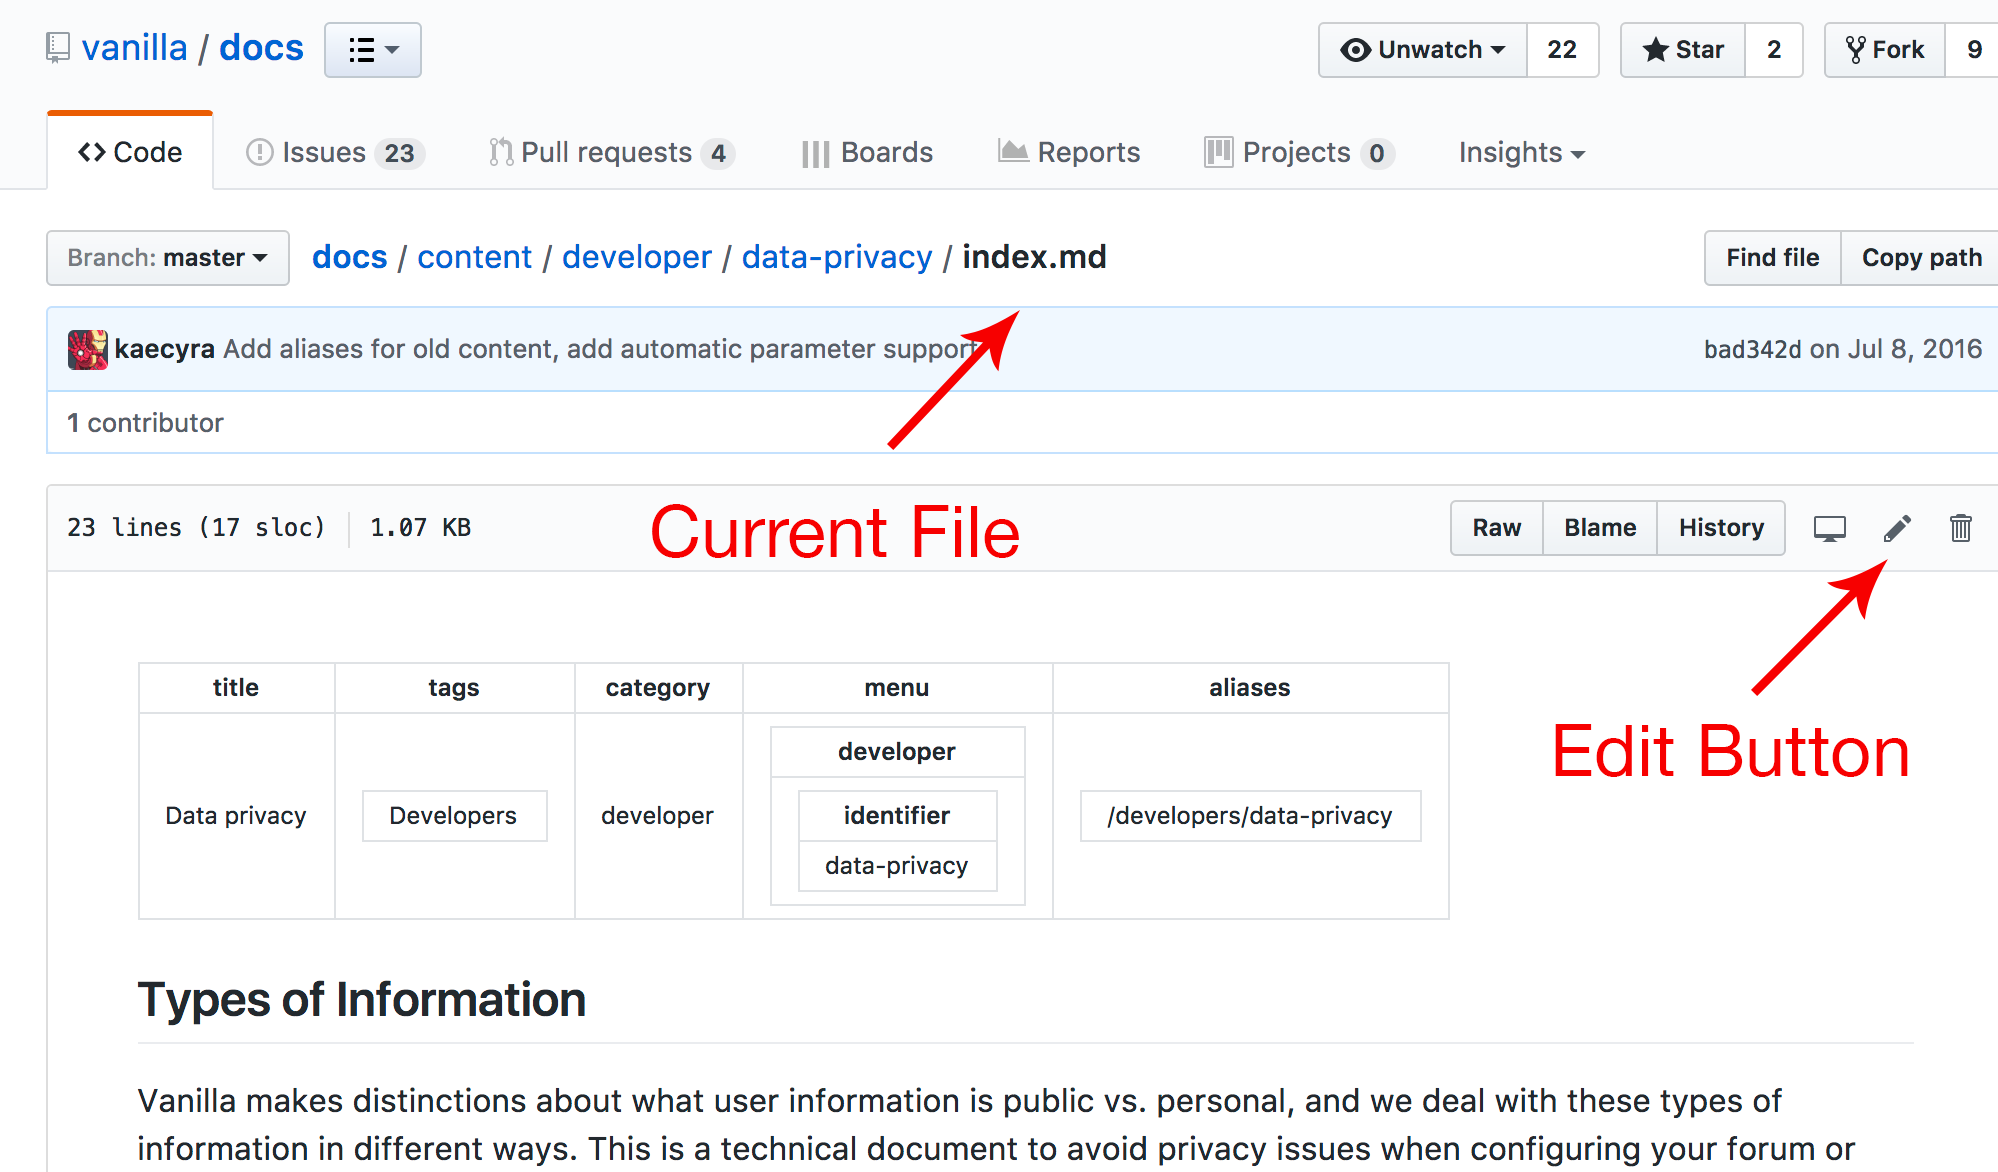 vanilla / docs
Unwatch 22 Star 2 Fork 9
Code Issues 23 Pull requests 4 Boards Reports Projects 0 Insights
Branch: master docs / content / developer / data-privacy / index.md Find file Copy path
kaecyra Add aliases for old content, add automatic parameter support bad342d on Jul 8, 2016
1 contributor
23 lines (17 sloc) 1.07 KB Current File Raw Blame History
Edit Button
title tags category menu aliases
developer
identifier
Data privacy Developers developer /developers/data-privacy
data-privacy
Types of Information
Vanilla makes distinctions about what user information is public vs. personal, and we deal with these types of
information in different ways. This is a technical document to avoid privacy issues when configuring your forum or